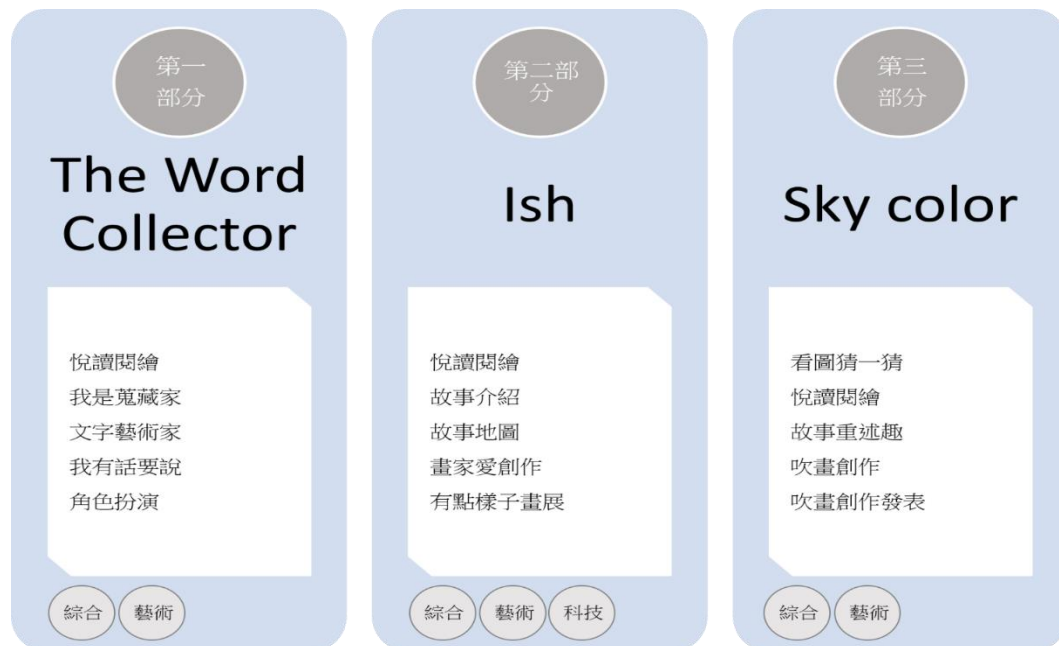 第一
部分
The Word
Collector
悅讀閱繪
我是蒐藏家
文字藝術家
我有話要說
角色扮演
綜合
藝術
第二部
分
Ish
悅讀閱繪
故事介紹
故事地圖
畫家愛創作
有點樣子畫展
綜合
藝術
科技
第三
部分
Sky color
看圖猜一猜
悅讀閱繪
故事重述趣
吹畫創作
吹畫創作發表
綜合
藝術